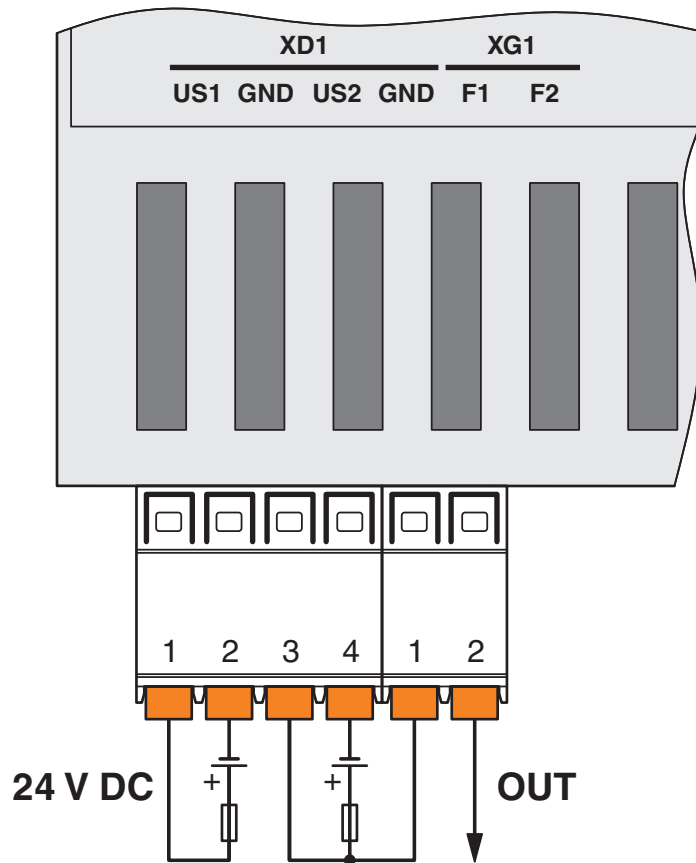 XD1 XG1
US1 GND US2 GND F1 F2
1 2 3 4 1 2
+ +
24 V DC OUT